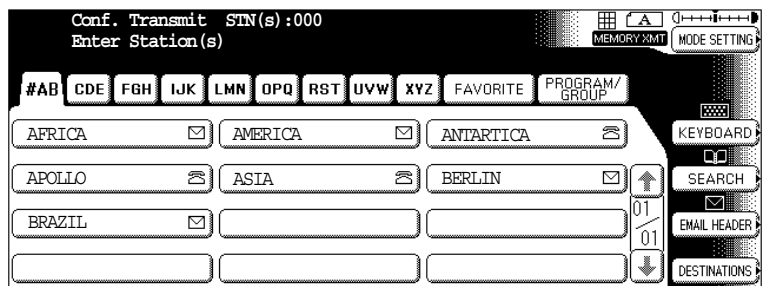 Conf. Transmit STN(s):000
Enter Station(s)
A
MEMORY XMT
MODE SETTING
#AB CDE FGH IJK LMN OPQ RST UVW XYZ FAVORITE PROGRAM/
GROUP
AFRICA AMERICA ANTARTICA
KEYBOARD
APOLLO ASIA BERLIN
SEARCH
BRAZIL
01
01
EMAIL HEADER
DESTINATIONS